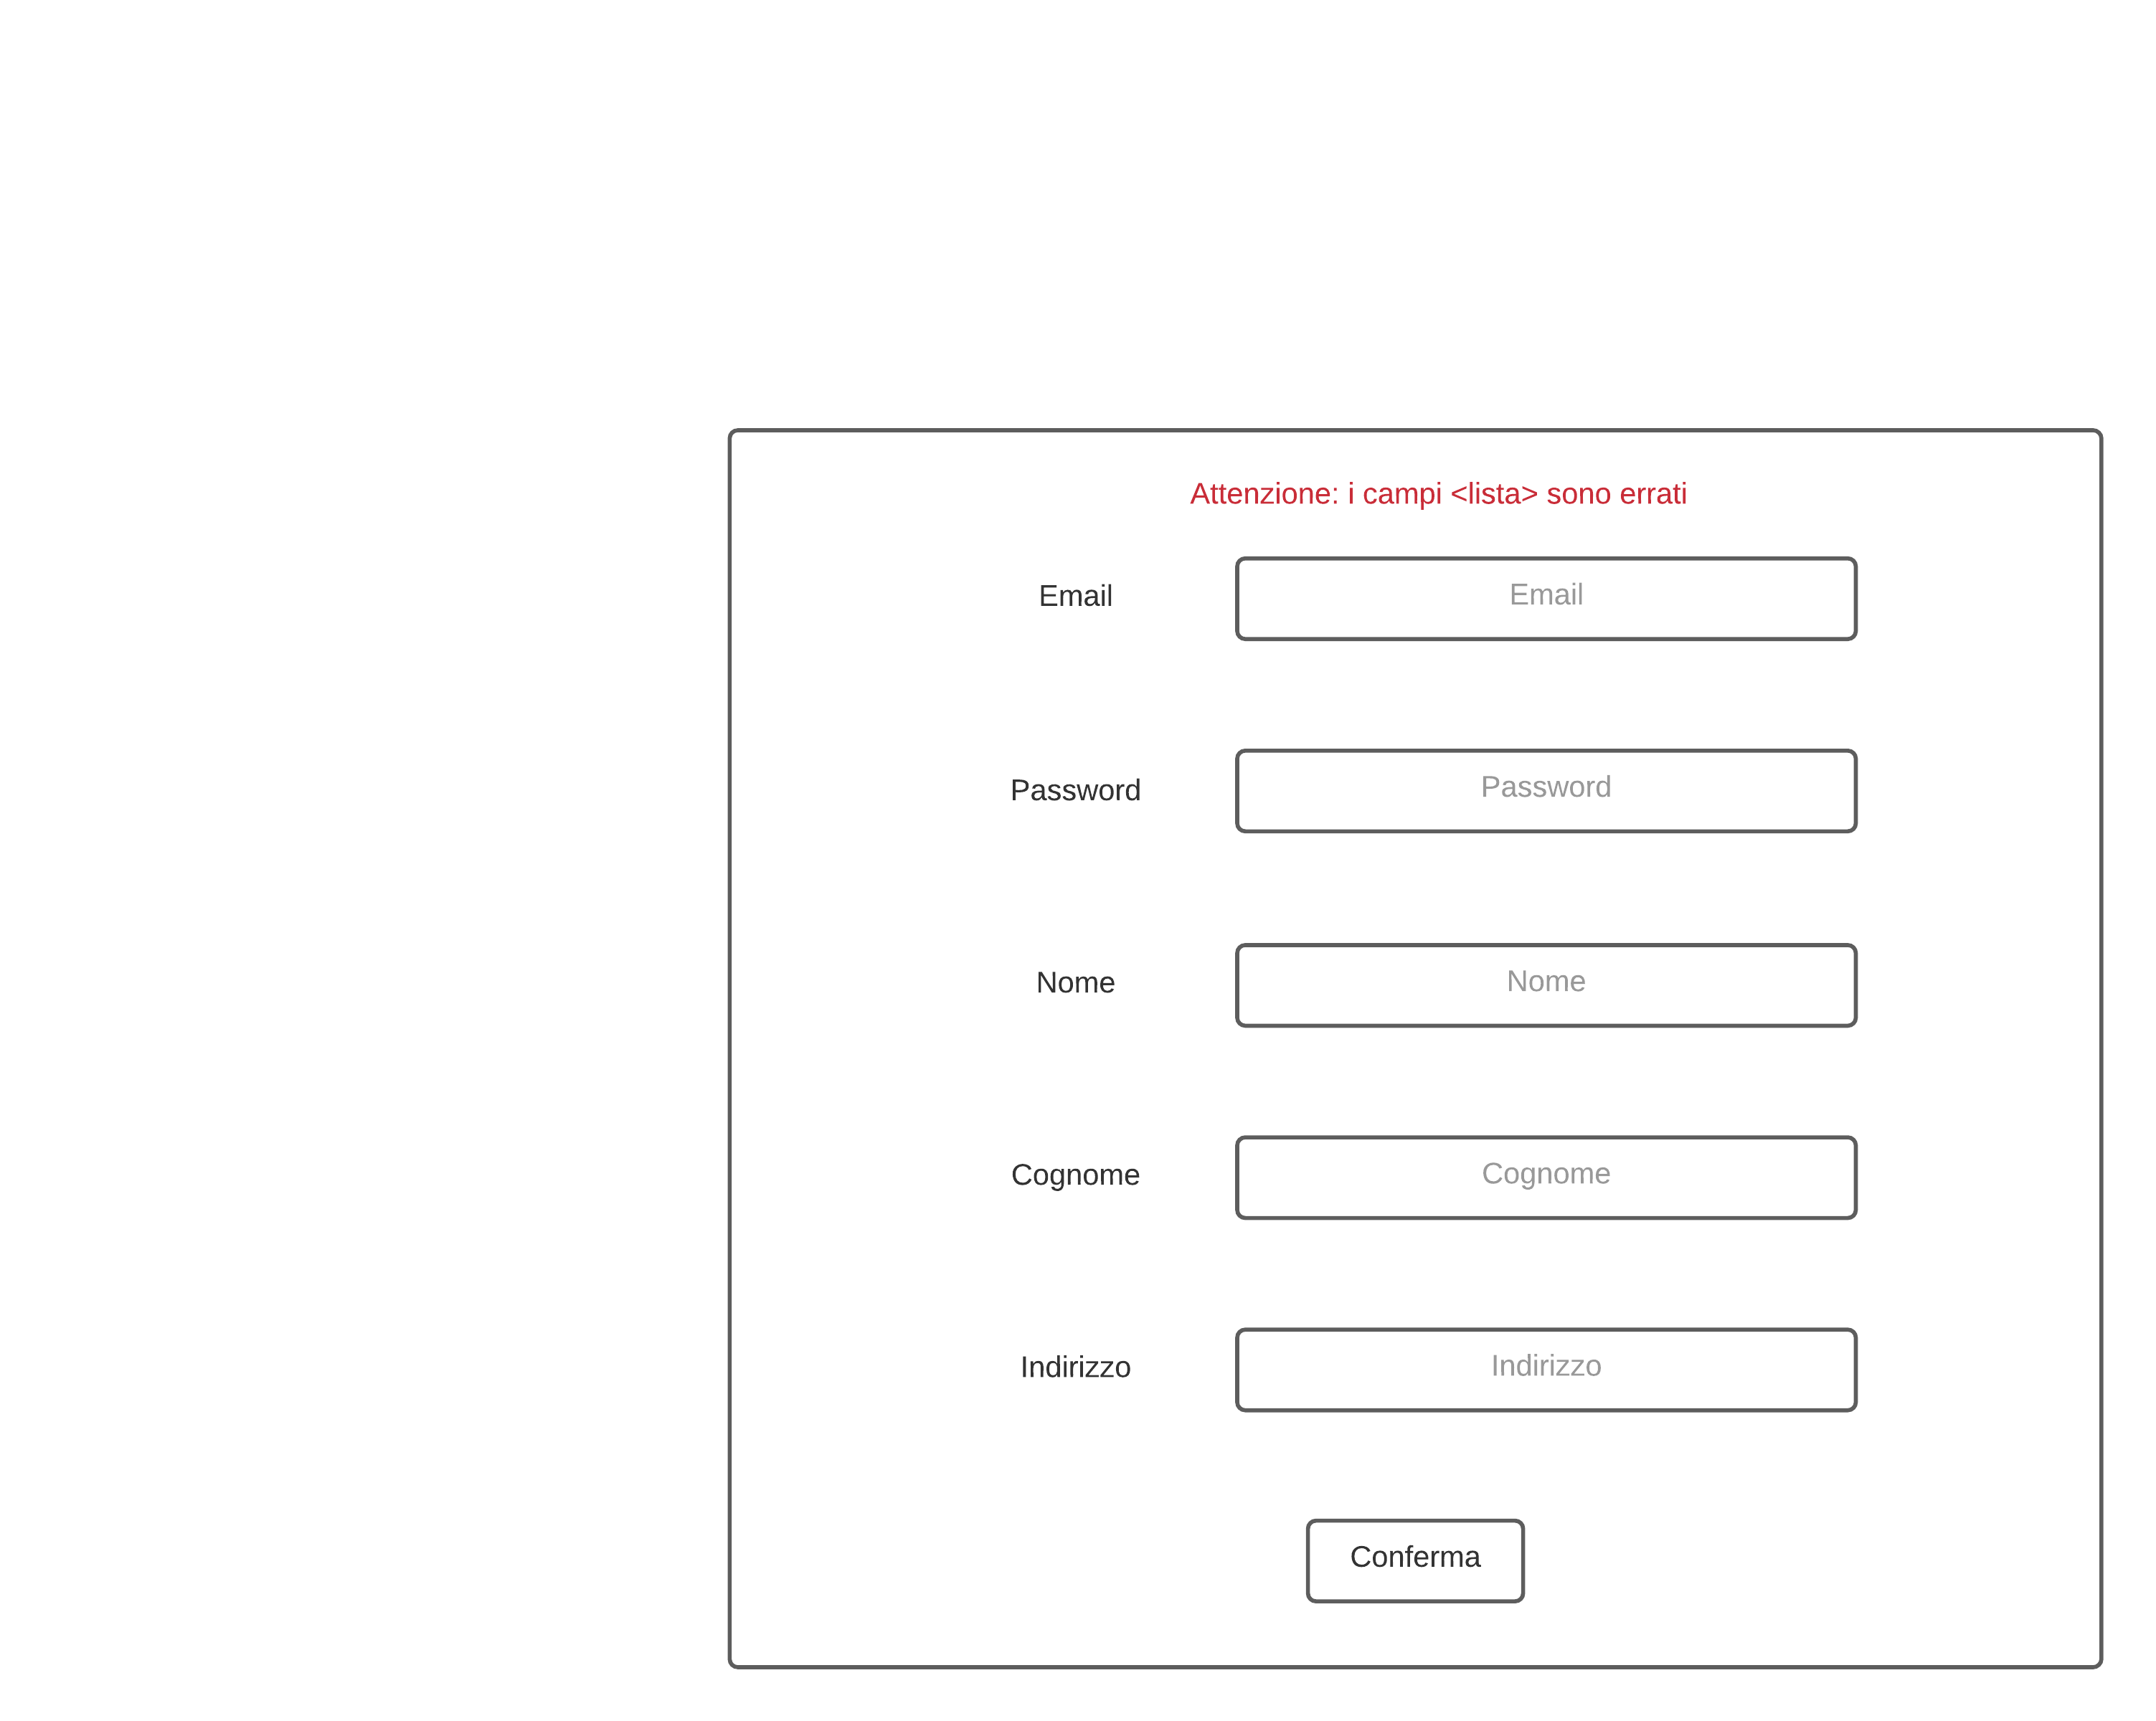 Attenzione: i campi <lista> sono errati
Email
Email
Password
Password
Nome
Nome
Cognome
Cognome
Indirizzo
Indirizzo
Conferma